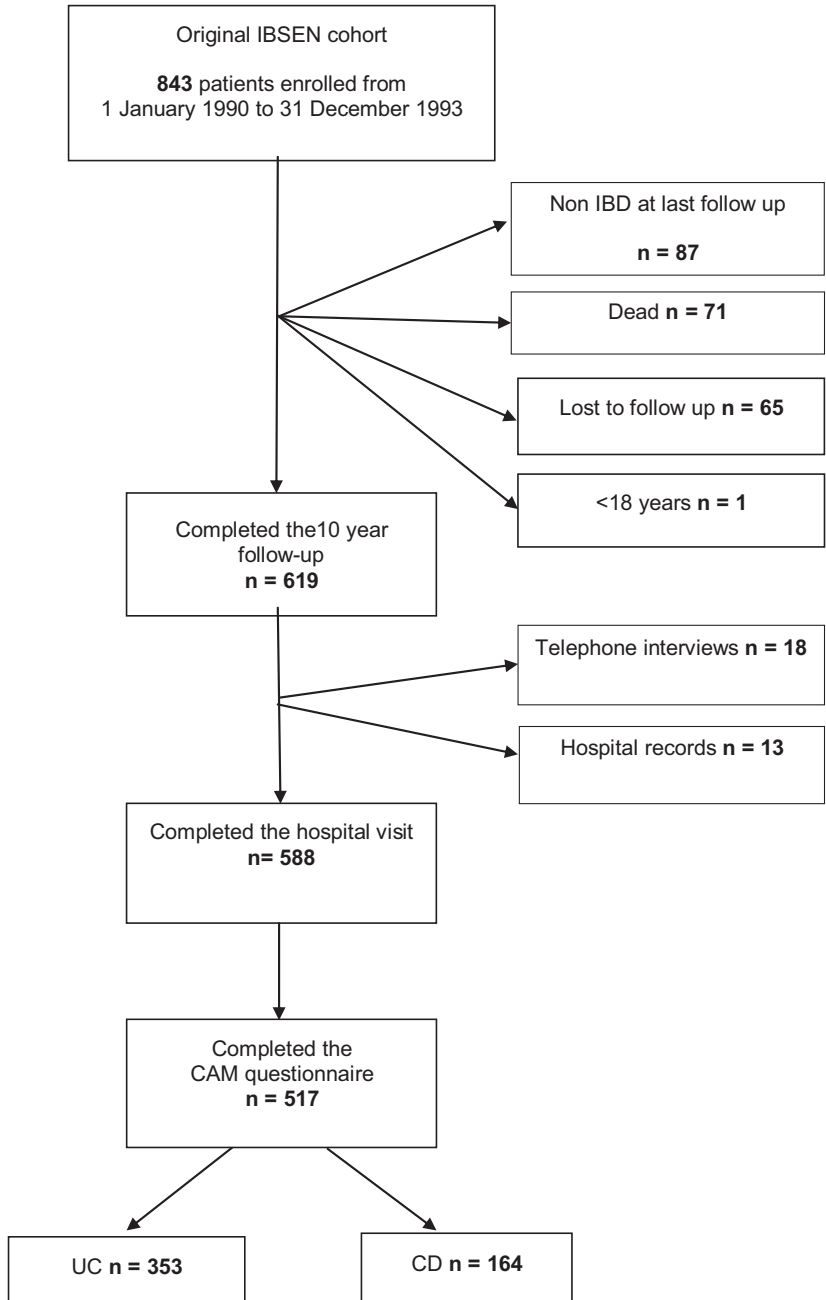 Original IBSEN cohort
843 patients enrolled from
1 January 1990 to 31 December 1993
Non IBD at last follow up
n = 87
Dead n = 71
Lost to follow up n = 65
<18 years n = 1
Completed the10 year
follow-up
n = 619
Telephone interviews n = 18
Hospital records n = 13
Completed the hospital visit
n= 588
Completed the
CAM questionnaire
n = 517
UC n = 353
CD n = 164